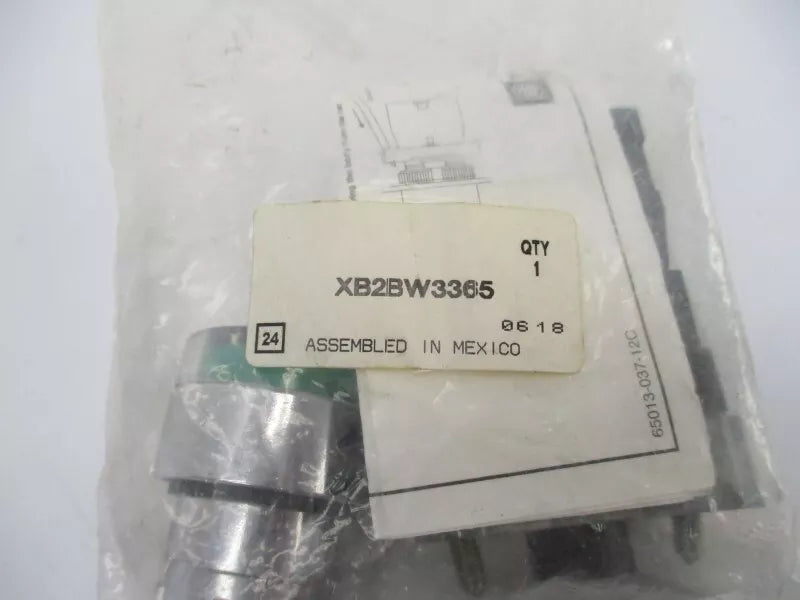 QTY
1
XB2BW3365
0618
24
ASSEMBLED IN MEXICO
65013-037-12C